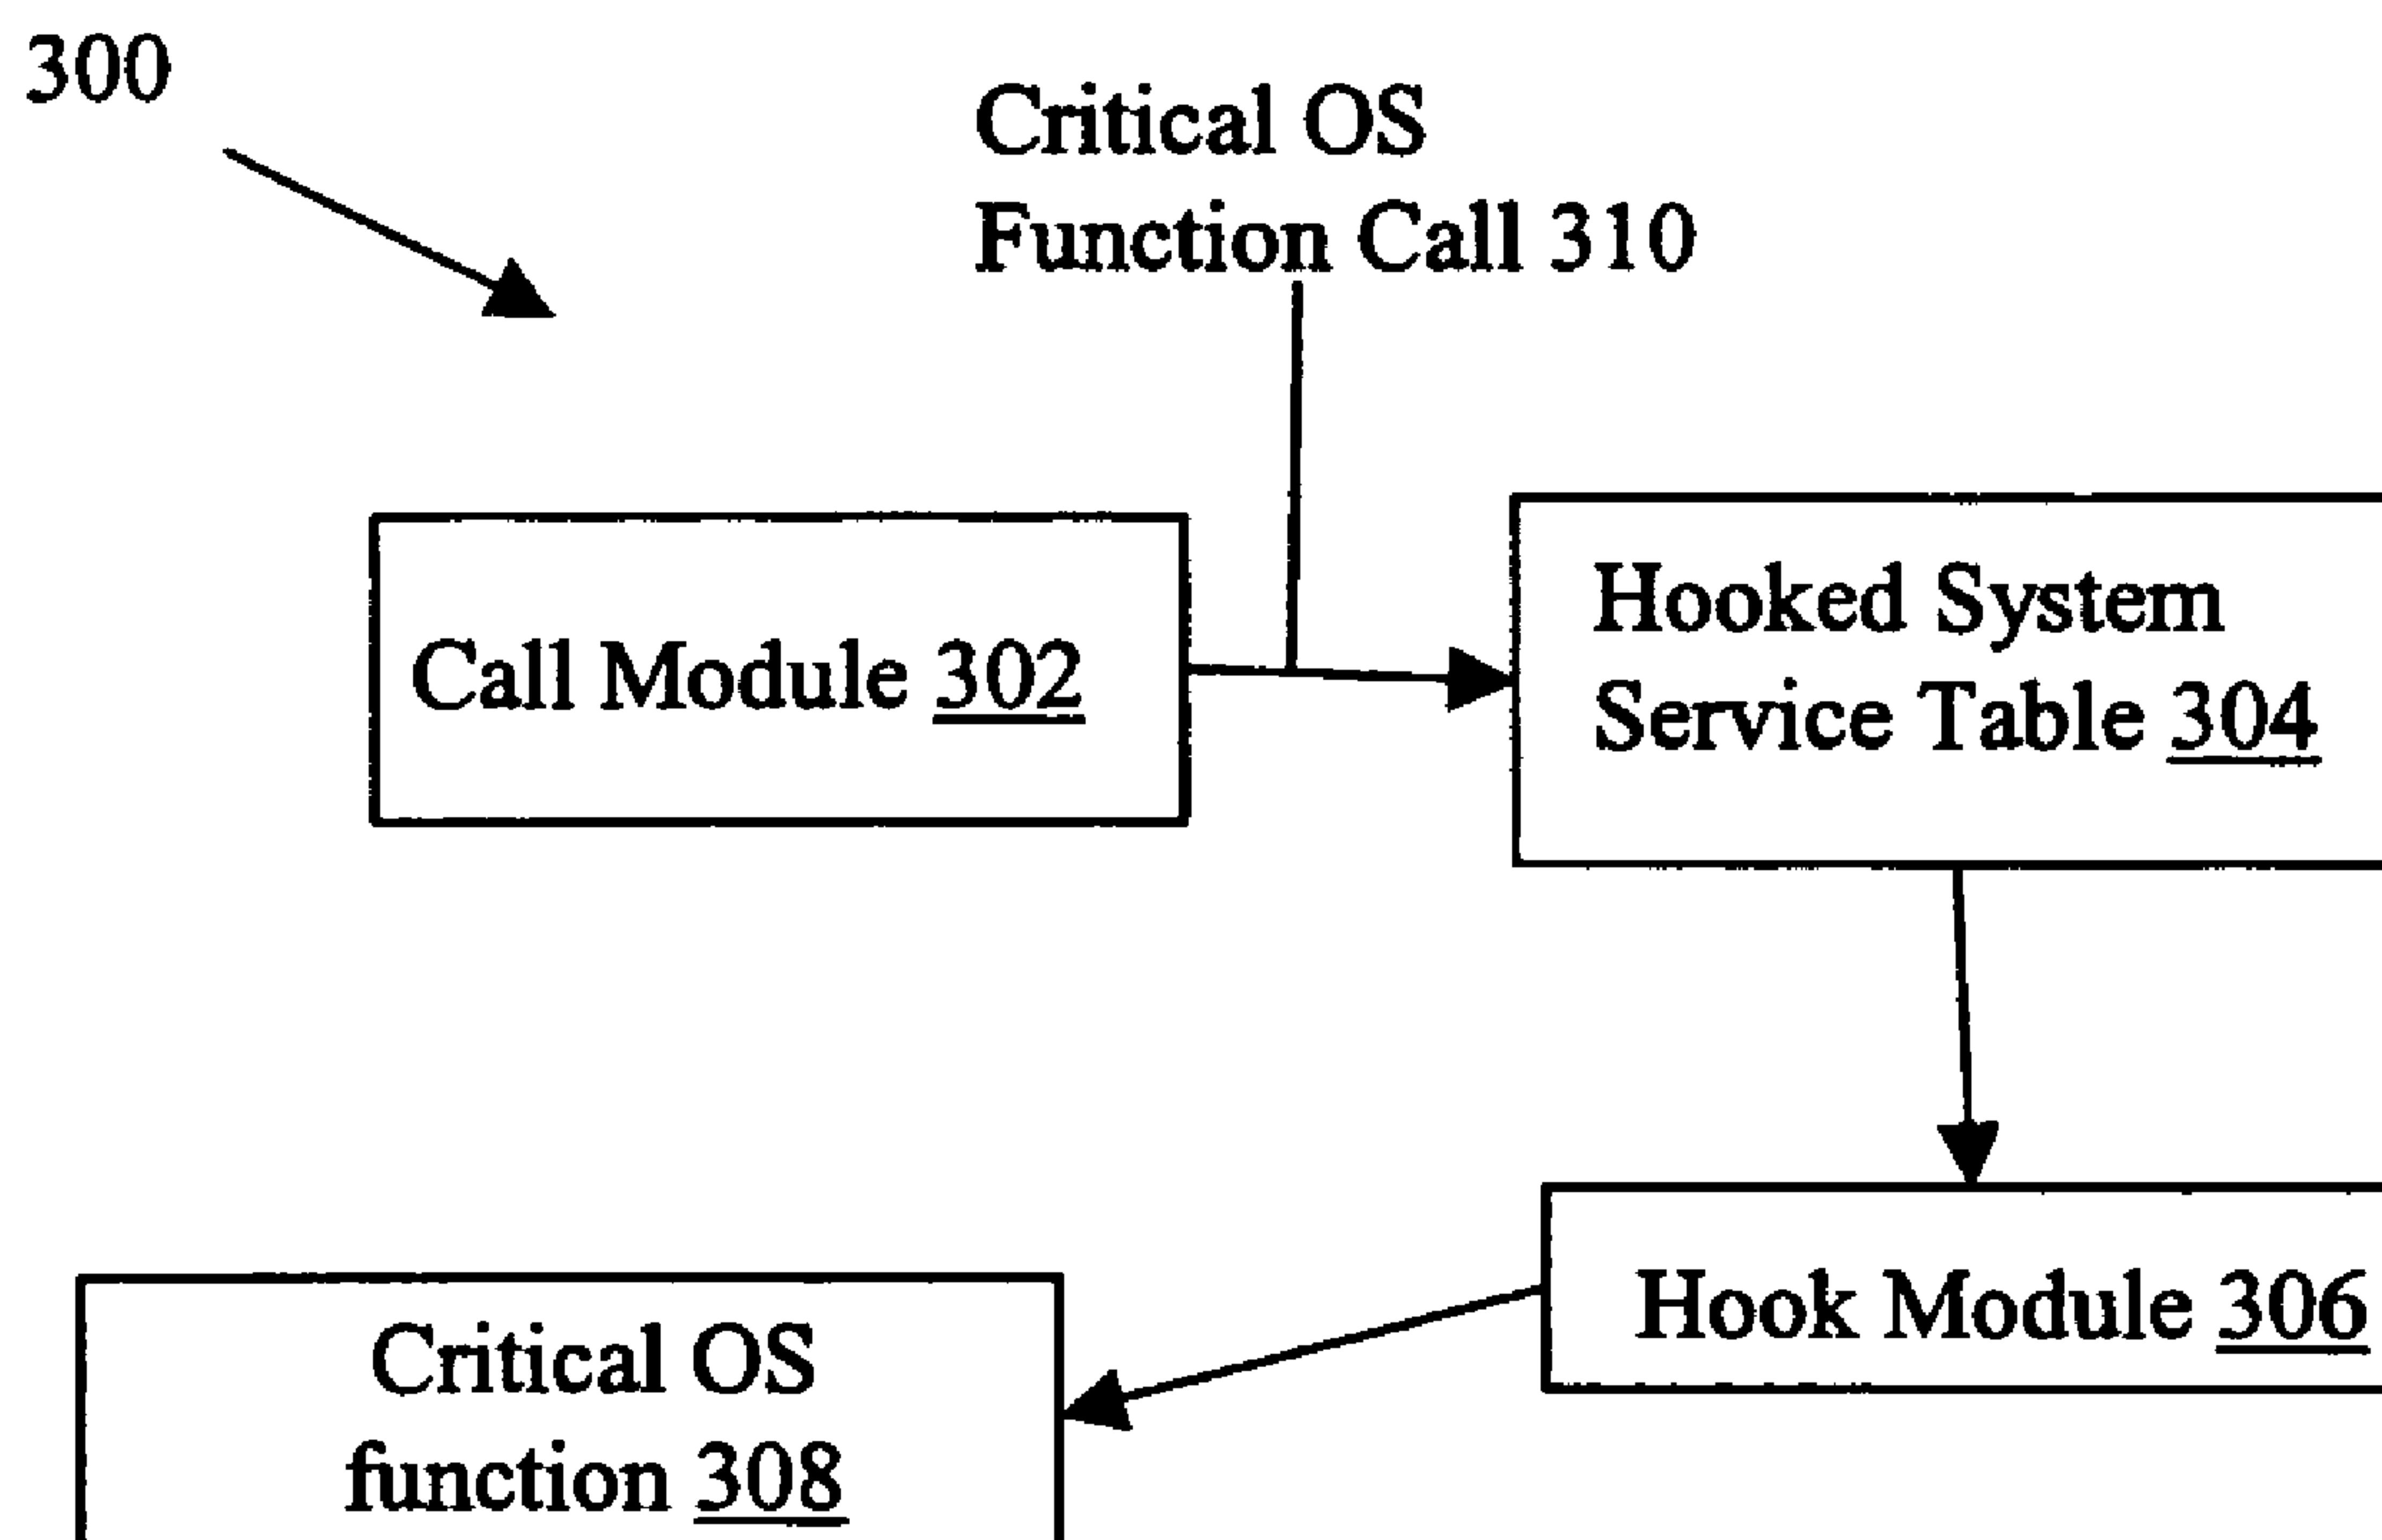 300
Critical OS
Function Call 310
Call Module 302
Hooked System
Service Table 304
Hook Module 306
Critical OS
function 308